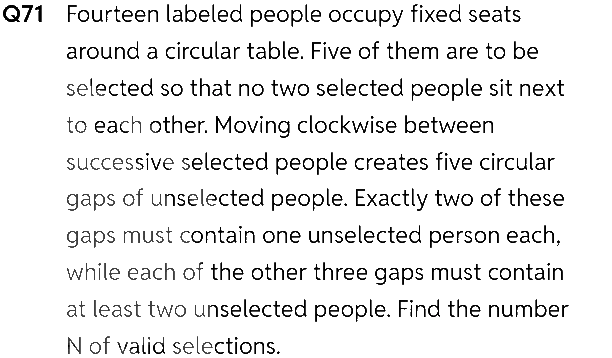 Q71 Fourteen labeled people occupy fixed seats
around a circular table. Five of them are to be
selected so that no two selected people sit next
to each other. Moving clockwise between
successive selected people creates five circular
gaps of unselected people. Exactly two of these
gaps must contain one unselected person each,
while each of the other three gaps must contain
at least two unselected people. Find the number
N of valid selections.